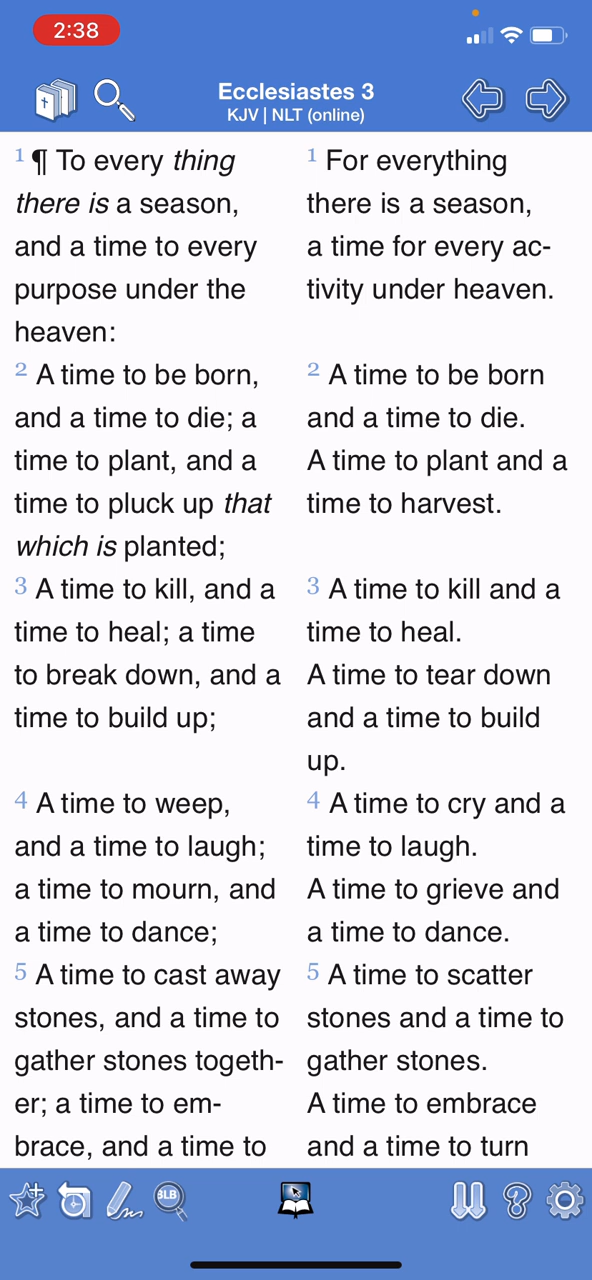 2:38
Ecclesiastes 3
KJV | NLT (online)
1 ¶ To every thing
there is a season,
and a time to every
purpose under the
heaven:
2 A time to be born,
and a time to die; a
time to plant, and a
time to pluck up that
which is planted;
3 A time to kill, and a
time to heal; a time
to break down, and a
time to build up;
4 A time to weep,
and a time to laugh;
a time to mourn, and
a time to dance;
5 A time to cast away
stones, and a time to
gather stones togeth-
er; a time to em-
brace, and a time to
1 For everything
there is a season,
a time for every ac-
tivity under heaven.
2 A time to be born
and a time to die.
A time to plant and a
time to harvest.
3 A time to kill and a
time to heal.
A time to tear down
and a time to build
up.
4 A time to cry and a
time to laugh.
A time to grieve and
a time to dance.
5 A time to scatter
stones and a time to
gather stones.
A time to embrace
and a time to turn
BLB